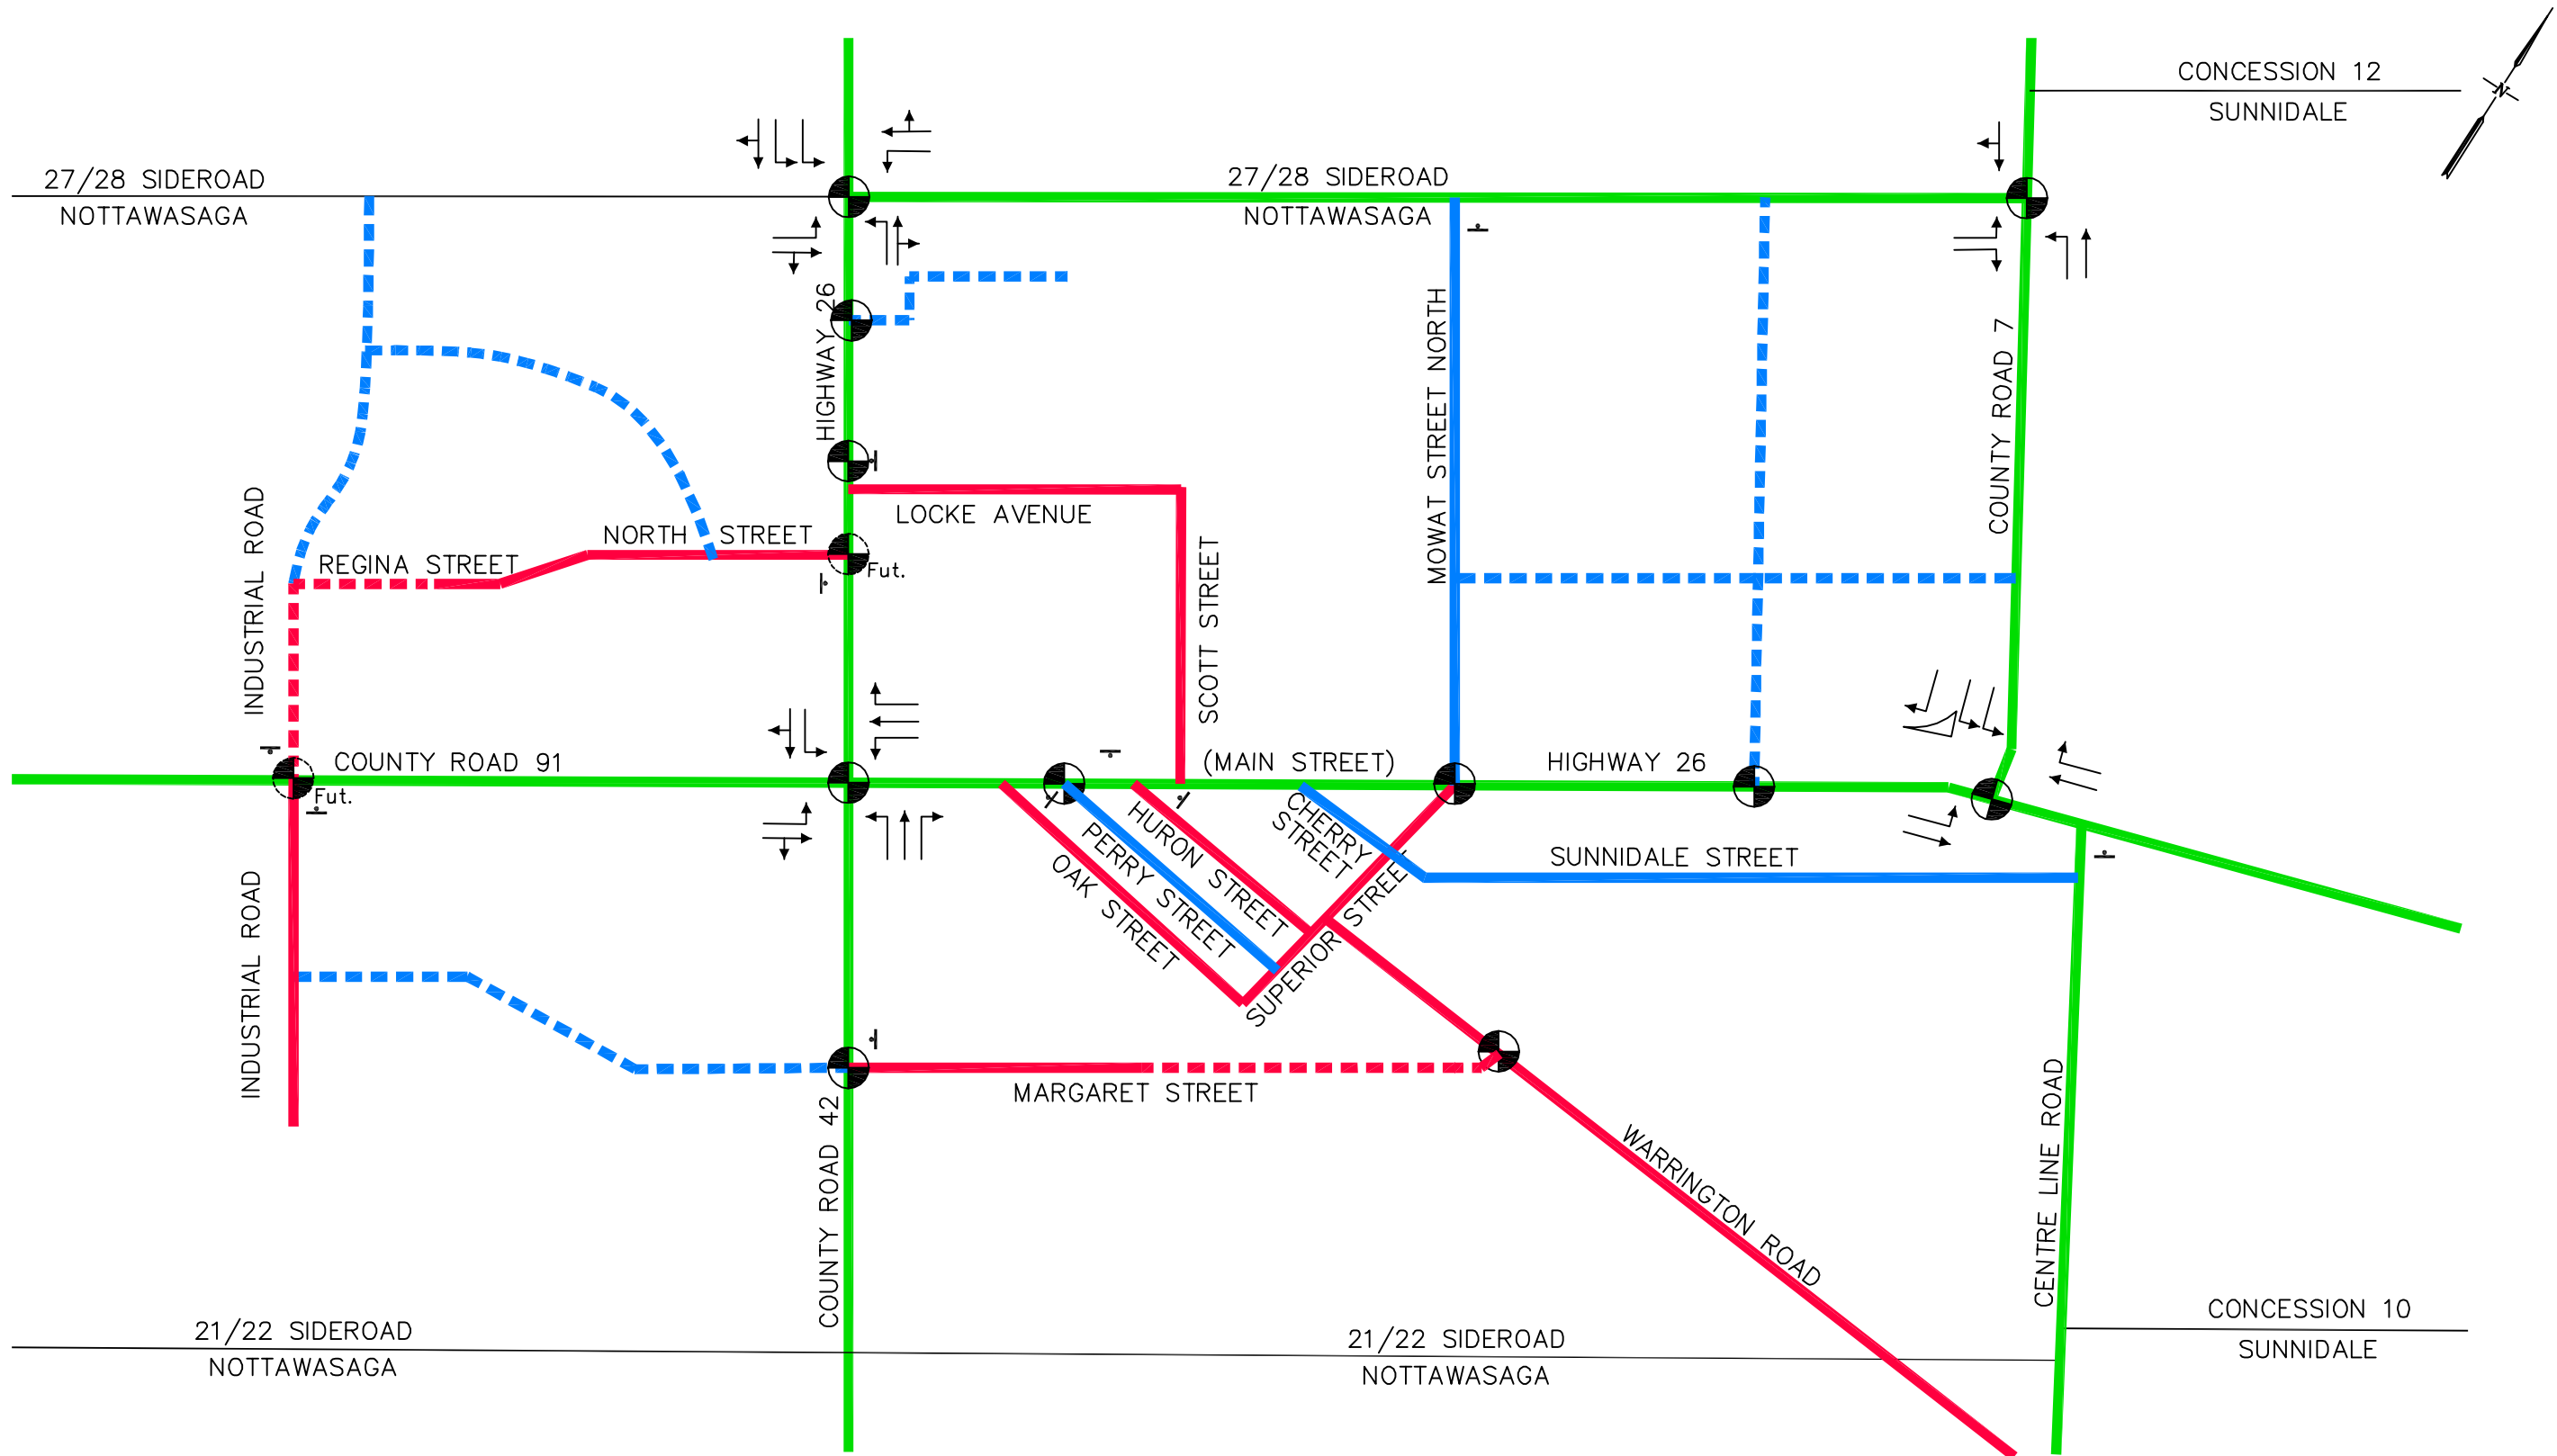 CONCESSION 12
SUNNIDALE
N
27/28 SIDEROAD
NOTTAWASAGA
27/28 SIDEROAD
NOTTAWASAGA
HIGHWAY 26
MOWAT STREET NORTH
COUNTY ROAD 7
INDUSTRIAL ROAD
LOCKE AVENUE
NORTH STREET
REGINA STREET
Fut.
SCOTT STREET
COUNTY ROAD 91
(MAIN STREET)
HIGHWAY 26
Fut.
CHERRY
STREET
HURON STREET
PERRY STREET
OAK STREET
SUPERIOR STREET
SUNNIDALE STREET
INDUSTRIAL ROAD
MARGARET STREET
COUNTY ROAD 42
WARRINGTON ROAD
CENTRE LINE ROAD
CONCESSION 10
SUNNIDALE
21/22 SIDEROAD
NOTTAWASAGA
21/22 SIDEROAD
NOTTAWASAGA